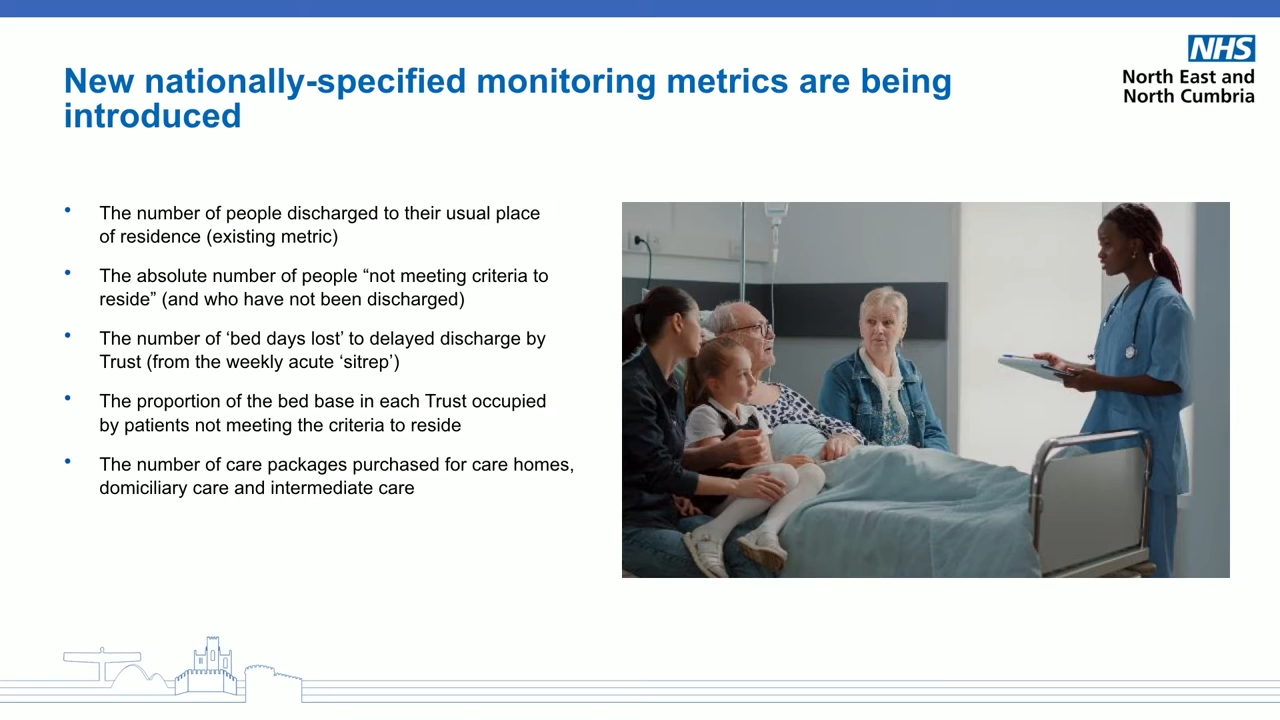 NHS
North East and
North Cumbria
New nationally-specified monitoring metrics are being
introduced
• The number of people discharged to their usual place
of residence (existing metric)
• The absolute number of people “not meeting criteria to
reside” (and who have not been discharged)
• The number of ‘bed days lost’ to delayed discharge by
Trust (from the weekly acute ‘sitrep’)
• The proportion of the bed base in each Trust occupied
by patients not meeting the criteria to reside
• The number of care packages purchased for care homes,
domiciliary care and intermediate care